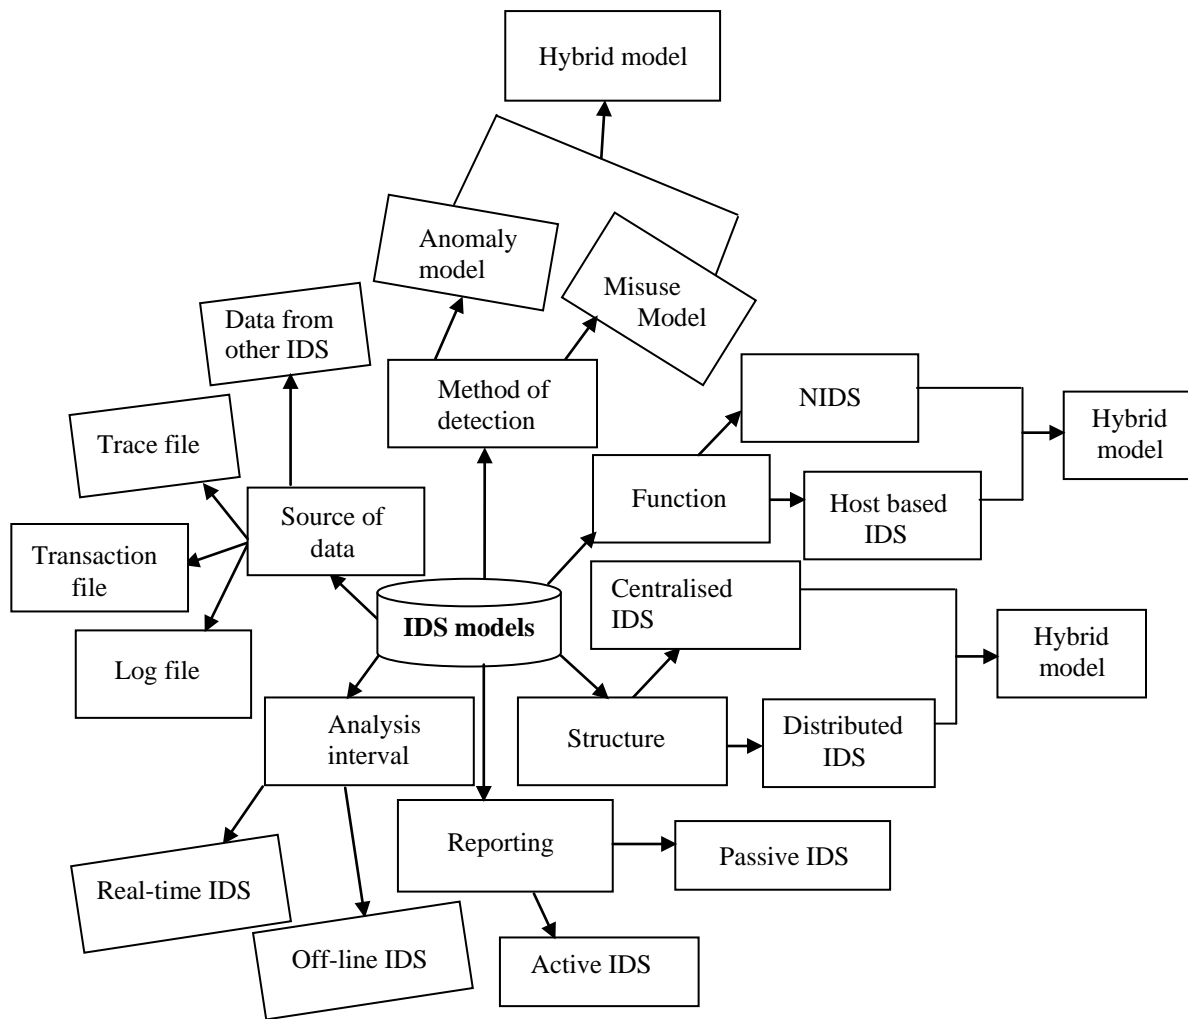 Hybrid model
Anomaly
model
Misuse
Model
Data from
other IDS
Method of
detection
NIDS
Hybrid
model
Trace file
Function
Host based
IDS
Source of
data
Transaction
file
Centralised
IDS
IDS models
Hybrid
model
Log file
Analysis
interval
Structure
Distributed
IDS
Reporting
Passive IDS
Real-time IDS
Off-line IDS
Active IDS